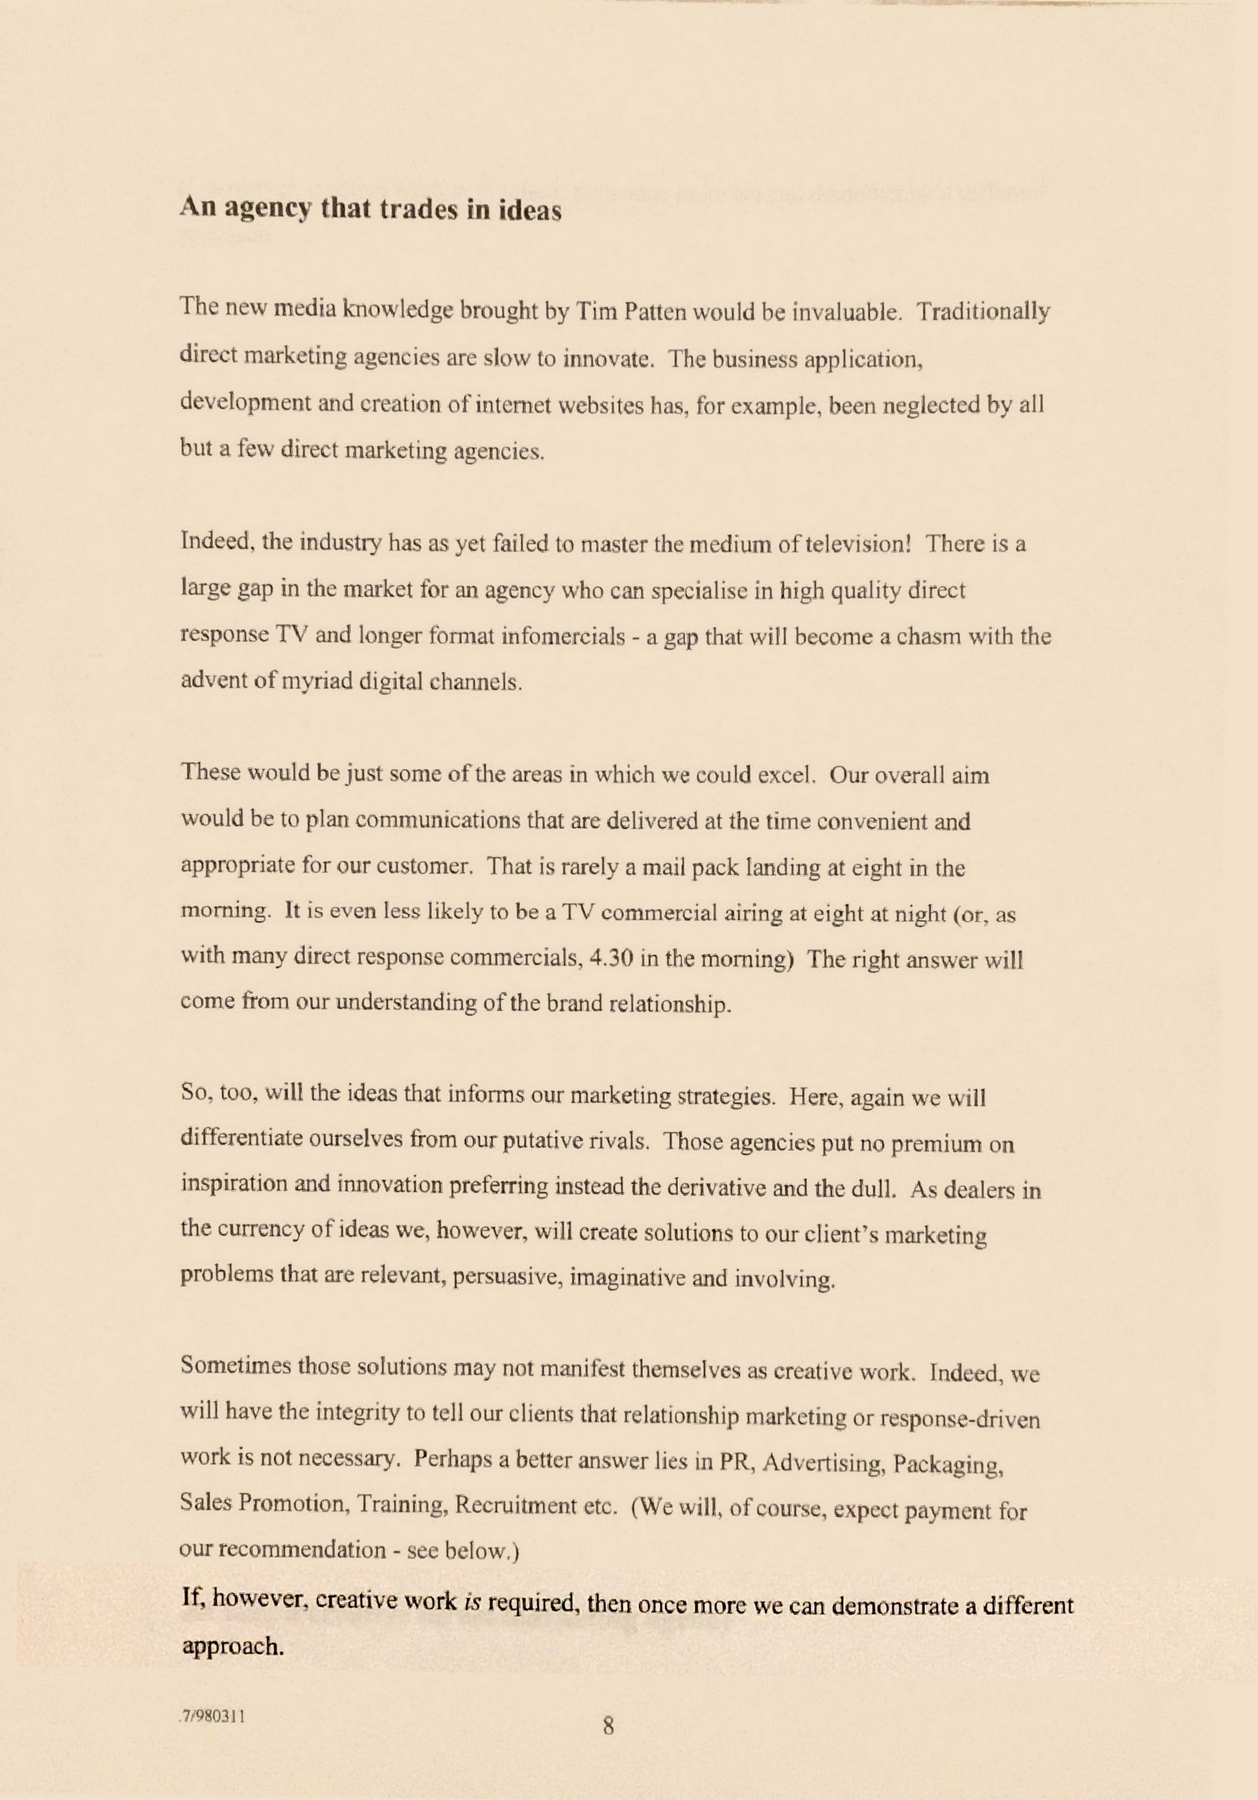 An agency that trades in ideas
The new media knowledge brought by Tim Patten would be invaluable.  Traditionally
direct marketing agencies are slow to innovate.  The business application,
development and creation of internet websites has, for example, been neglected by all
but a few direct marketing agencies.
Indeed, the industry has as yet failed to master the medium of television!  There is a
large gap in the market for an agency who can specialise in high quality direct
response TV and longer format infomercials - a gap that will become a chasm with the
advent of myriad digital channels.
These would be just some of the areas in which we could excel.  Our overall aim
would be to plan communications that are delivered at the time convenient and
appropriate for our customer.  That is rarely a mail pack landing at eight in the
morning.  It is even less likely to be a TV commercial airing at eight at night (or, as
with many direct response commercials, 4.30 in the morning)  The right answer will
come from our understanding of the brand relationship.
So, too, will the ideas that informs our marketing strategies.  Here, again we will
differentiate ourselves from our putative rivals.  Those agencies put no premium on
inspiration and innovation preferring instead the derivative and the dull.  As dealers in
the currency of ideas we, however, will create solutions to our client's marketing
problems that are relevant, persuasive, imaginative and involving.
Sometimes those solutions may not manifest themselves as creative work.  Indeed, we
will have the integrity to tell our clients that relationship marketing or response-driven
work is not necessary.  Perhaps a better answer lies in PR, Advertising, Packaging,
Sales Promotion, Training, Recruitment etc.  (We will, of course, expect payment for
our recommendation - see below.)
If, however, creative work is required, then once more we can demonstrate a different
approach.
.7/980311
8